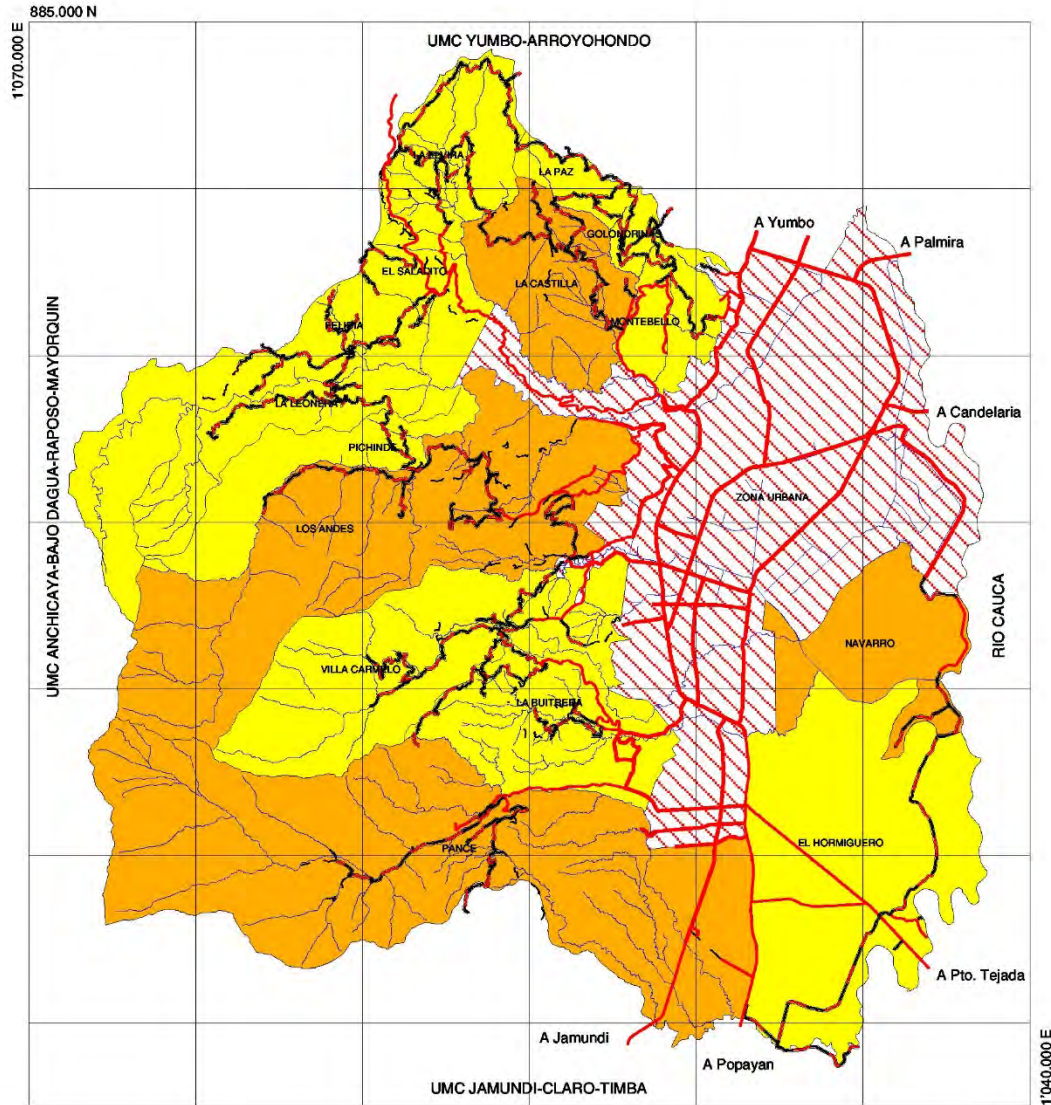 885.000 N
1'070.000 E
UMC YUMBO-ARROYOHONDO
LA ELVIRA
LA PAZ
GOLONDRINAS
A Yumbo
A Palmira
EL SALADITO
LA CASTILLA
FELIDIA
MONTEBELLO
UMC ANCHICAYA-BAJO DAGUA-RAPOSO-MAYORQUIN
LA LEONERA
A Candelaria
PICHINDE
ZONA URBANA
LOS ANDES
RIO CAUCA
NAVARRO
VILLA CARMELO
LA BUITRERA
PANCE
EL HORMIGUERO
A Pto. Tejada
A Jamundi
A Popayan
UMC JAMUNDI-CLARO-TIMBA
1'040.000 E